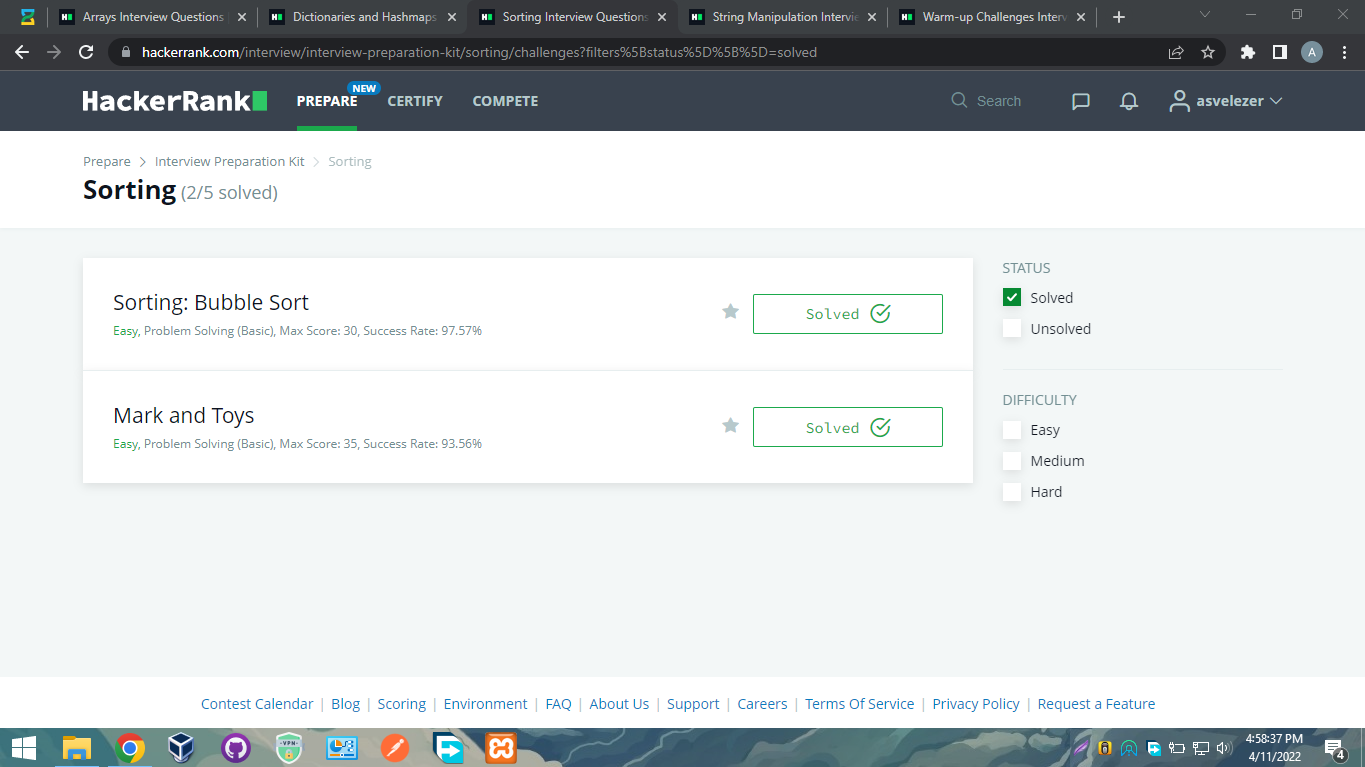 Arrays Interview Questions
Dictionaries and Hashmaps
Sorting Interview Questions
String Manipulation Intervie
Warm-up Challenges Interv
hackerrank.com/interview/interview-preparation-kit/sorting/challenges?filters%5Bstatus%5D%5B%5D=solved
A
HackerRank
PREPARE
NEW
CERTIFY
COMPETE
Search
asvelezer
Prepare > Interview Preparation Kit > Sorting
Sorting (2/5 solved)
Sorting: Bubble Sort
Easy, Problem Solving (Basic), Max Score: 30, Success Rate: 97.57%
Solved
Mark and Toys
Easy, Problem Solving (Basic), Max Score: 35, Success Rate: 93.56%
Solved
STATUS
Solved
Unsolved
DIFFICULTY
Easy
Medium
Hard
Contest Calendar | Blog | Scoring | Environment | FAQ | About Us | Support | Careers | Terms Of Service | Privacy Policy | Request a Feature
VPN
4:58:37 PM
4/11/2022
4